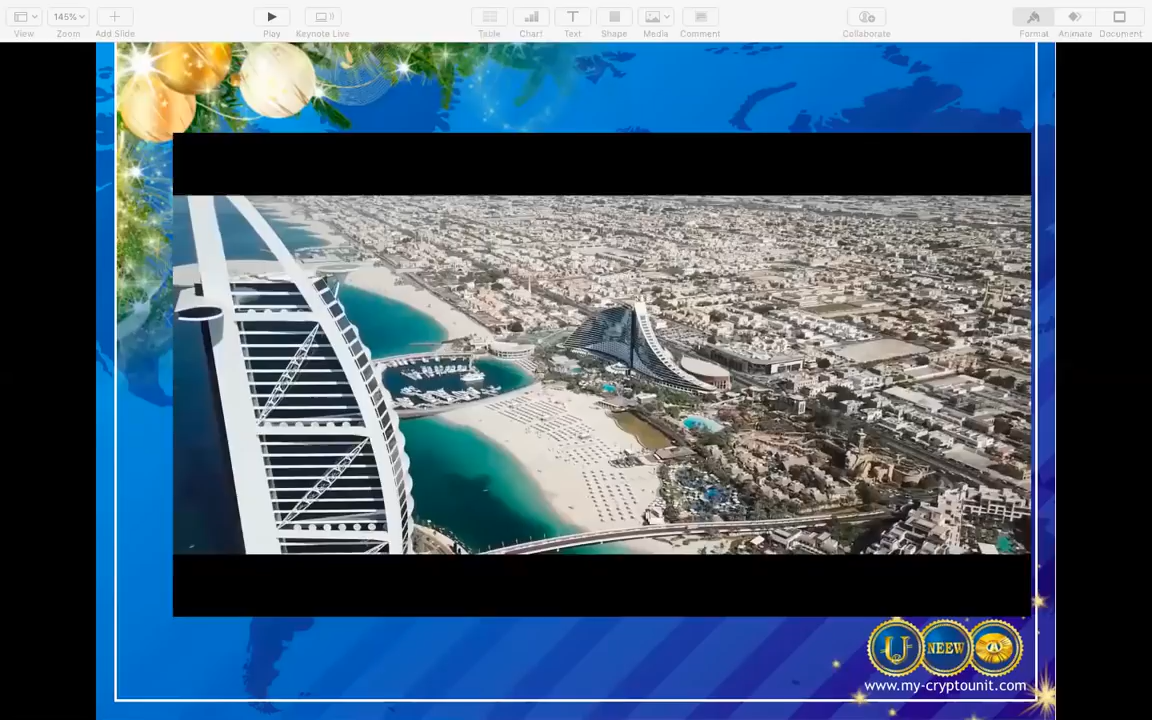 145%
View
Zoom
Add Slide
Play
Keynote Live
Table
Chart
Text
Shape
Media
Comment
Collaborate
Format
Animate
Document
U NEEW
www.my-cryptounit.com